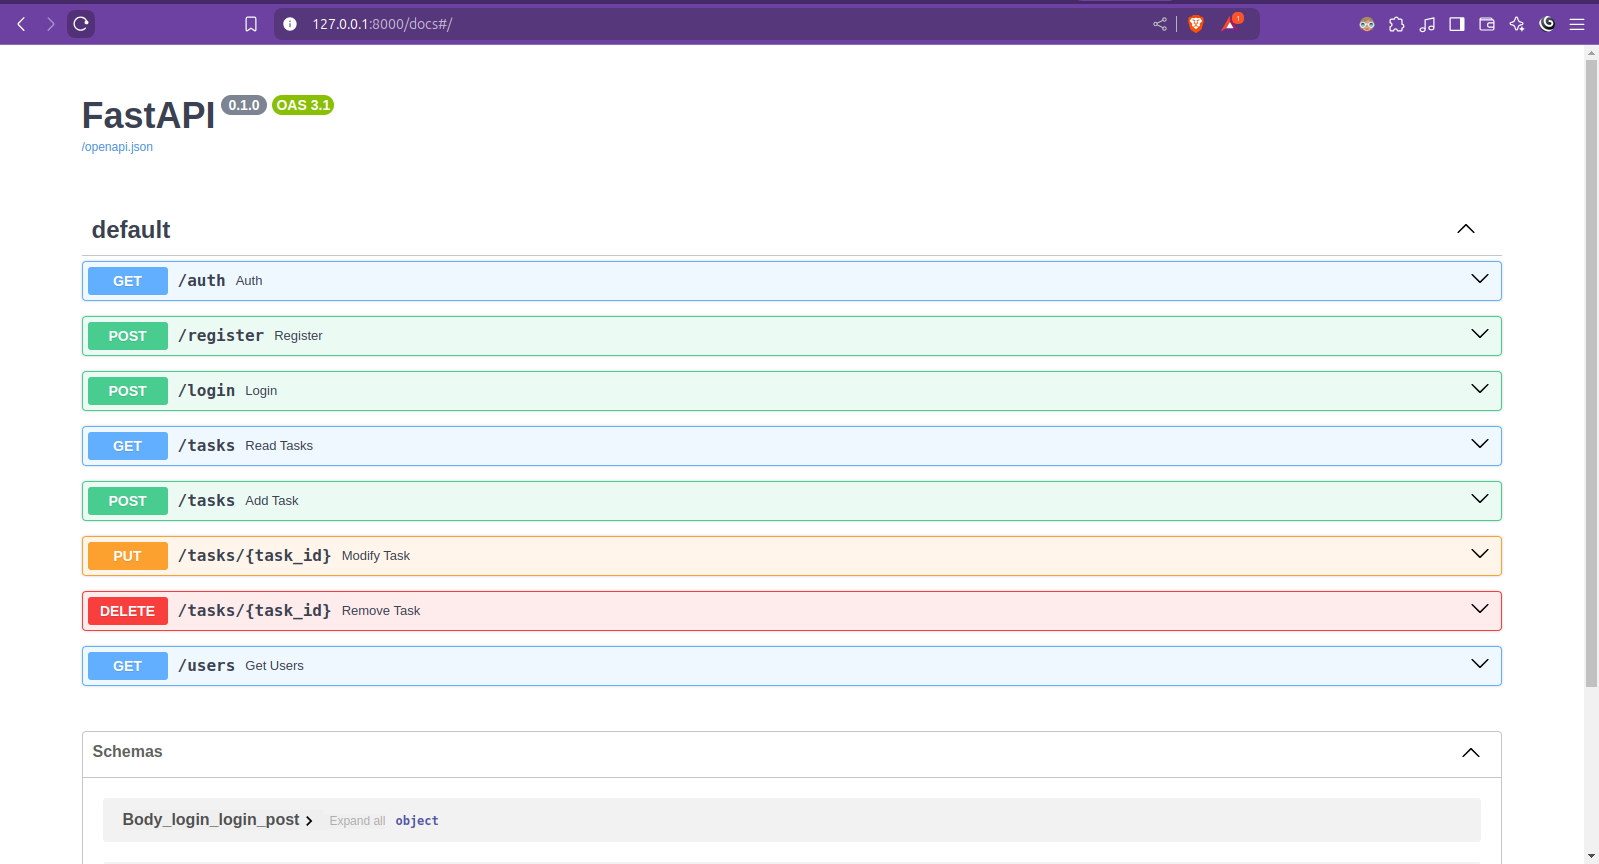 127.0.0.1:8000/docs#/
1
FastAPI 0.1.0 OAS 3.1
/openapi.json
default
GET /auth Auth
POST /register Register
POST /login Login
GET /tasks Read Tasks
POST /tasks Add Task
PUT /tasks/{task_id} Modify Task
DELETE /tasks/{task_id} Remove Task
GET /users Get Users
Schemas
Body_login_login_post Expand all object